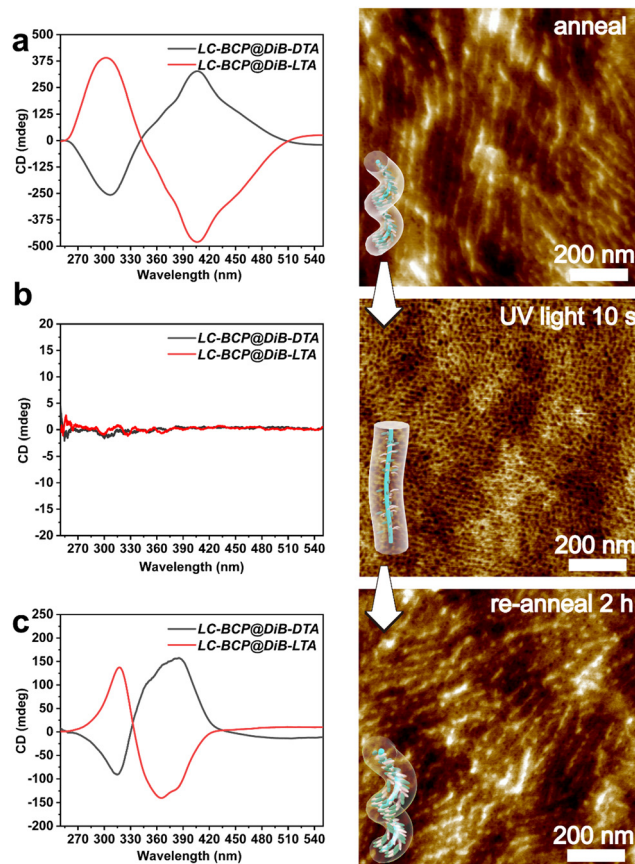 a
500
375
250
125
0
-125
-250
-375
-500
CD (mdeg)
LC-BCP@DiB-DTA
LC-BCP@DiB-LTA
270 300 330 360 390 420 450 480 510 540
Wavelength (nm)
anneal
200 nm
b
20
15
10
5
0
-5
-10
-15
-20
CD (mdeg)
LC-BCP@DiB-DTA
LC-BCP@DiB-LTA
270 300 330 360 390 420 450 480 510 540
Wavelength (nm)
UV light 10 s
200 nm
c
250
200
150
100
50
0
-50
-100
-150
-200
CD (mdeg)
LC-BCP@DiB-DTA
LC-BCP@DiB-LTA
270 300 330 360 390 420 450 480 510 540
Wavelength (nm)
re-anneal 2 h
200 nm